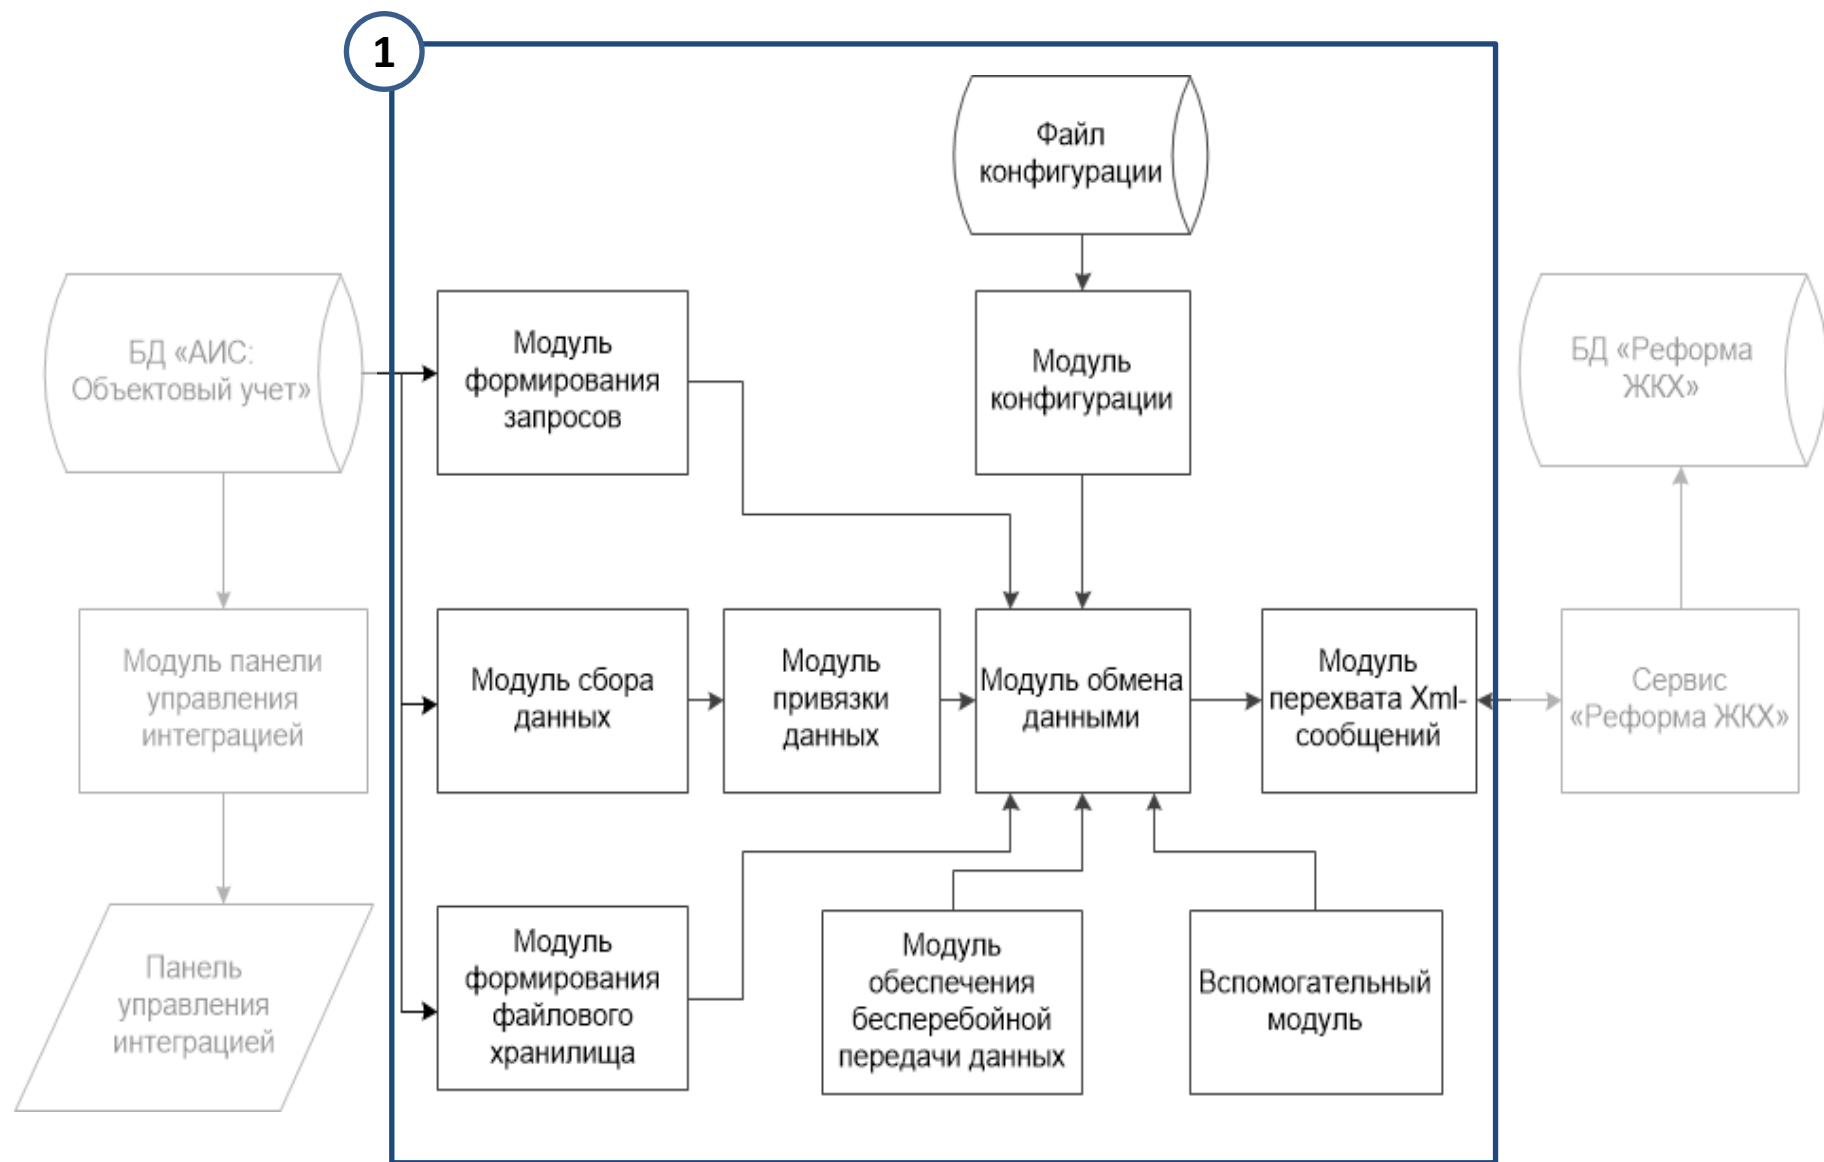 1
Файл
конфигурации
БД «АИС:
Объектовый учет»
Модуль
формирования
запросов
Модуль
конфигурации
БД «Реформа
ЖКХ»
Модуль панели
управления
интеграцией
Модуль сбора
данных
Модуль
привязки
данных
Модуль обмена
данными
Модуль
перехвата Xml-
сообщений
Сервис
«Реформа ЖКХ»
Панель
управления
интеграцией
Модуль
формирования
файлового
хранилища
Модуль
обеспечения
бесперебойной
передачи данных
Вспомогательный
модуль